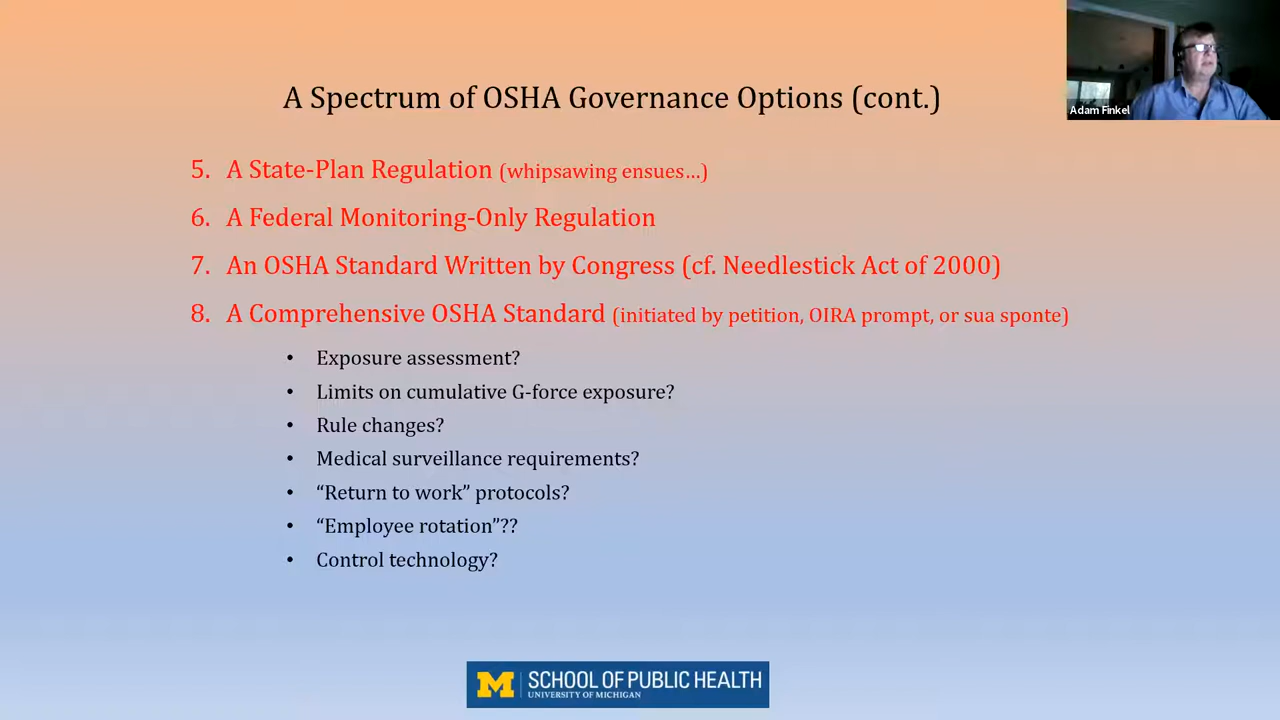 Adam Finkel
A Spectrum of OSHA Governance Options (cont.)
5. A State-Plan Regulation (whipsawing ensues…)
6. A Federal Monitoring-Only Regulation
7. An OSHA Standard Written by Congress (cf. Needlestick Act of 2000)
8. A Comprehensive OSHA Standard (initiated by petition, OIRA prompt, or sua sponte)
• Exposure assessment?
• Limits on cumulative G-force exposure?
• Rule changes?
• Medical surveillance requirements?
• “Return to work” protocols?
• “Employee rotation”??
• Control technology?
M SCHOOL OF PUBLIC HEALTH
UNIVERSITY OF MICHIGAN